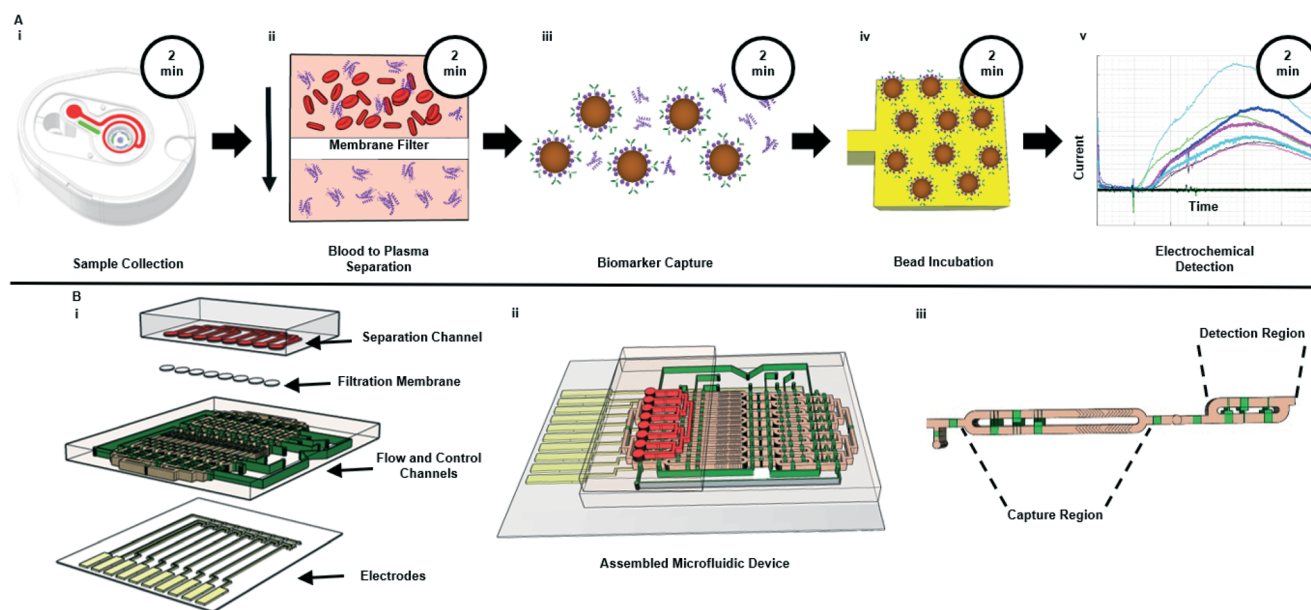 A
i
2
min
ii
2
min
iii
2
min
iv
2
min
v
2
min
Membrane Filter
Current
Time
Sample Collection
Blood to Plasma
Separation
Biomarker Capture
Bead Incubation
Electrochemical
Detection
B
i
Separation Channel
Filtration Membrane
Flow and Control
Channels
Electrodes
ii
Assembled Microfluidic Device
iii
Detection Region
Capture Region